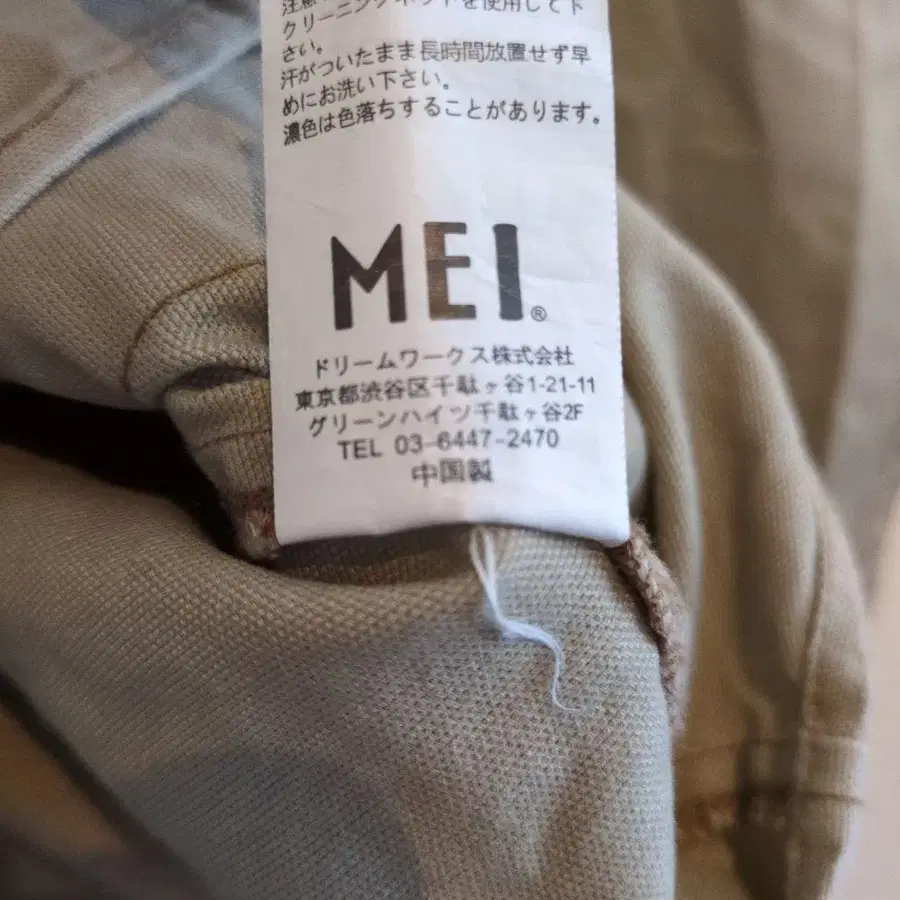 注意
クリーニングネットを使用して下
さい。
汗がついたまま長時間放置せず早
めにお洗い下さい。
濃色は色落ちすることがあります。
MEI®
ドリームワークス株式会社
東京都渋谷区千駄ヶ谷1-21-11
グリーンハイツ千駄ヶ谷2F
TEL 03-6447-2470
中国製